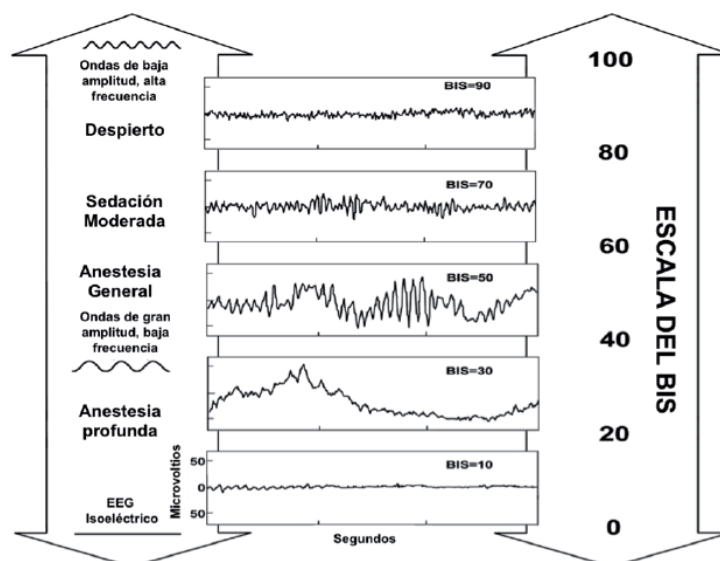 Ondas de baja
amplitud, alta
frecuencia
Despierto
Sedación
Moderada
Anestesia
General
Ondas de gran
amplitud, baja
frecuencia
Anestesia
profunda
EEG
Isoeléctrico
BIS=90
BIS=70
BIS=50
BIS=30
BIS=10
Microvoltios
50
0
50
Segundos
100
80
60
40
20
0
ESCALA DEL BIS